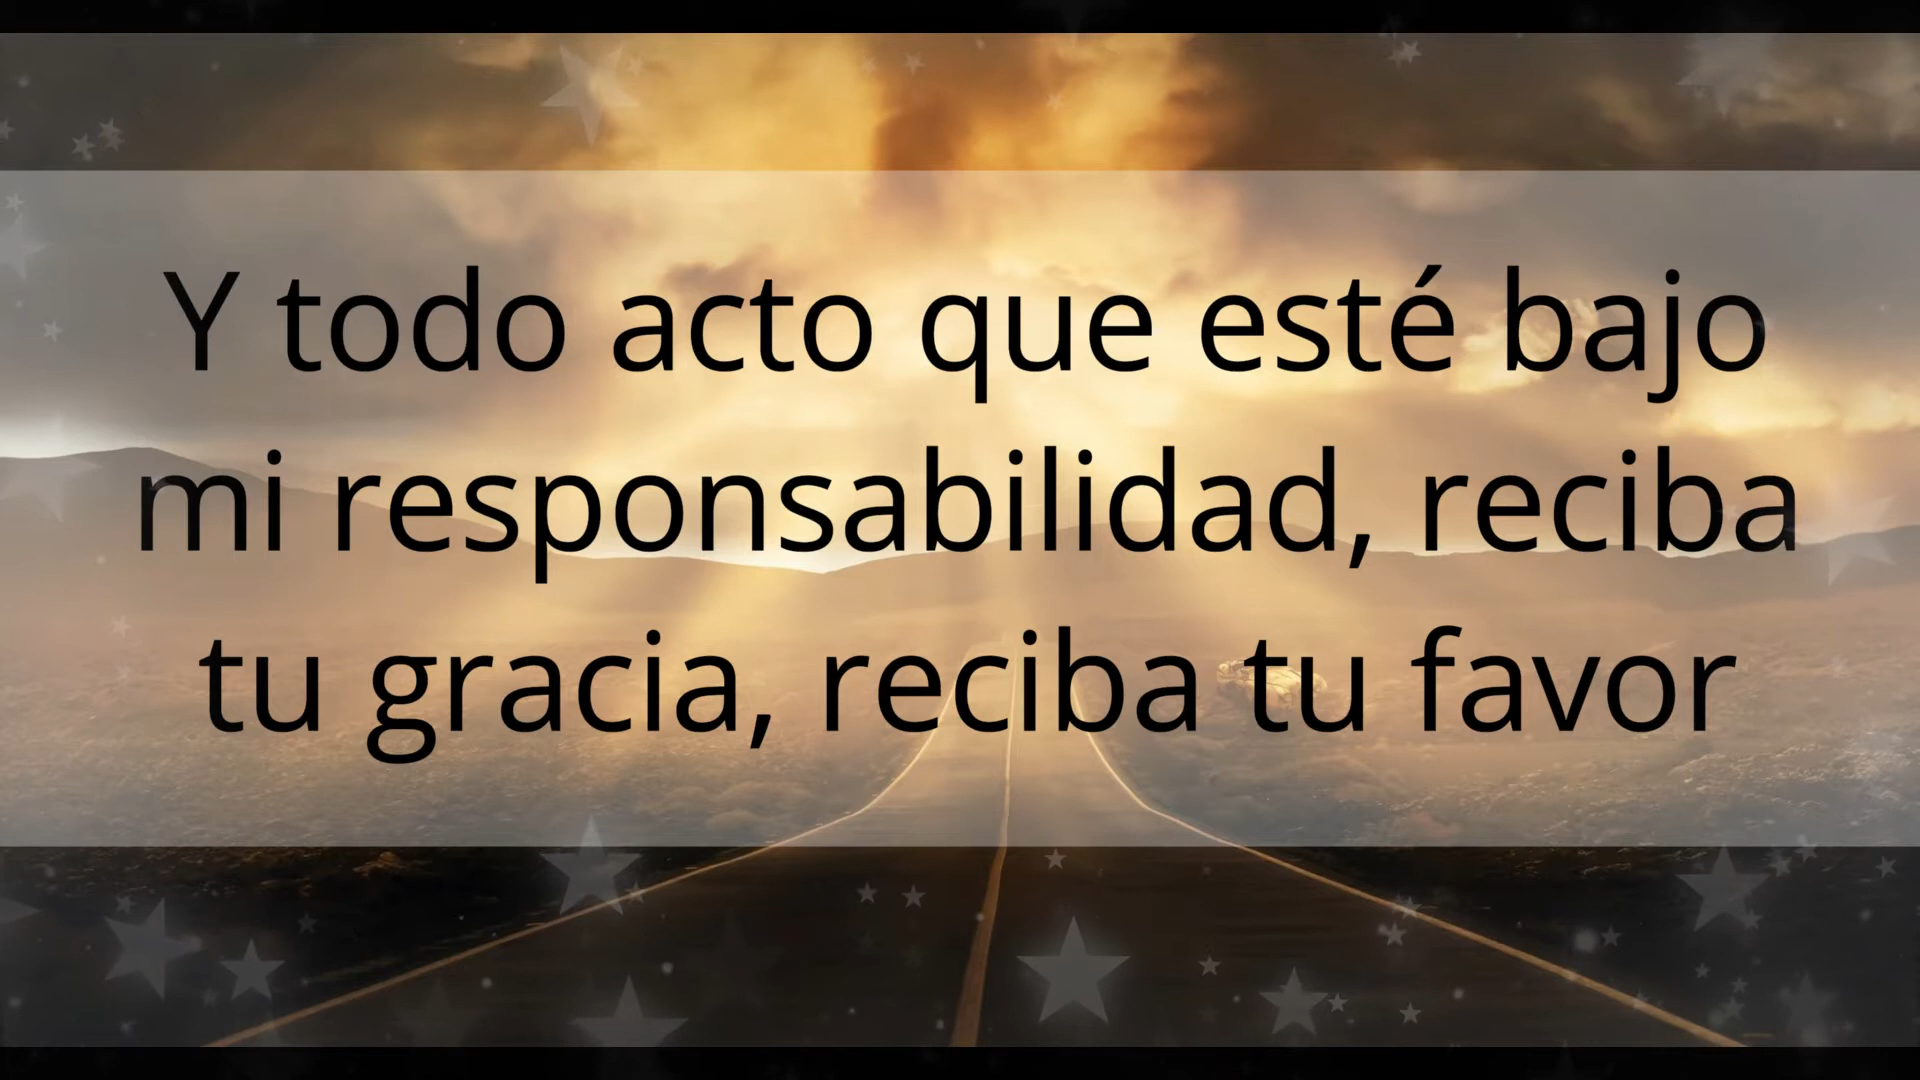 Y todo acto que esté bajo
mi responsabilidad, reciba
tu gracia, reciba tu favor